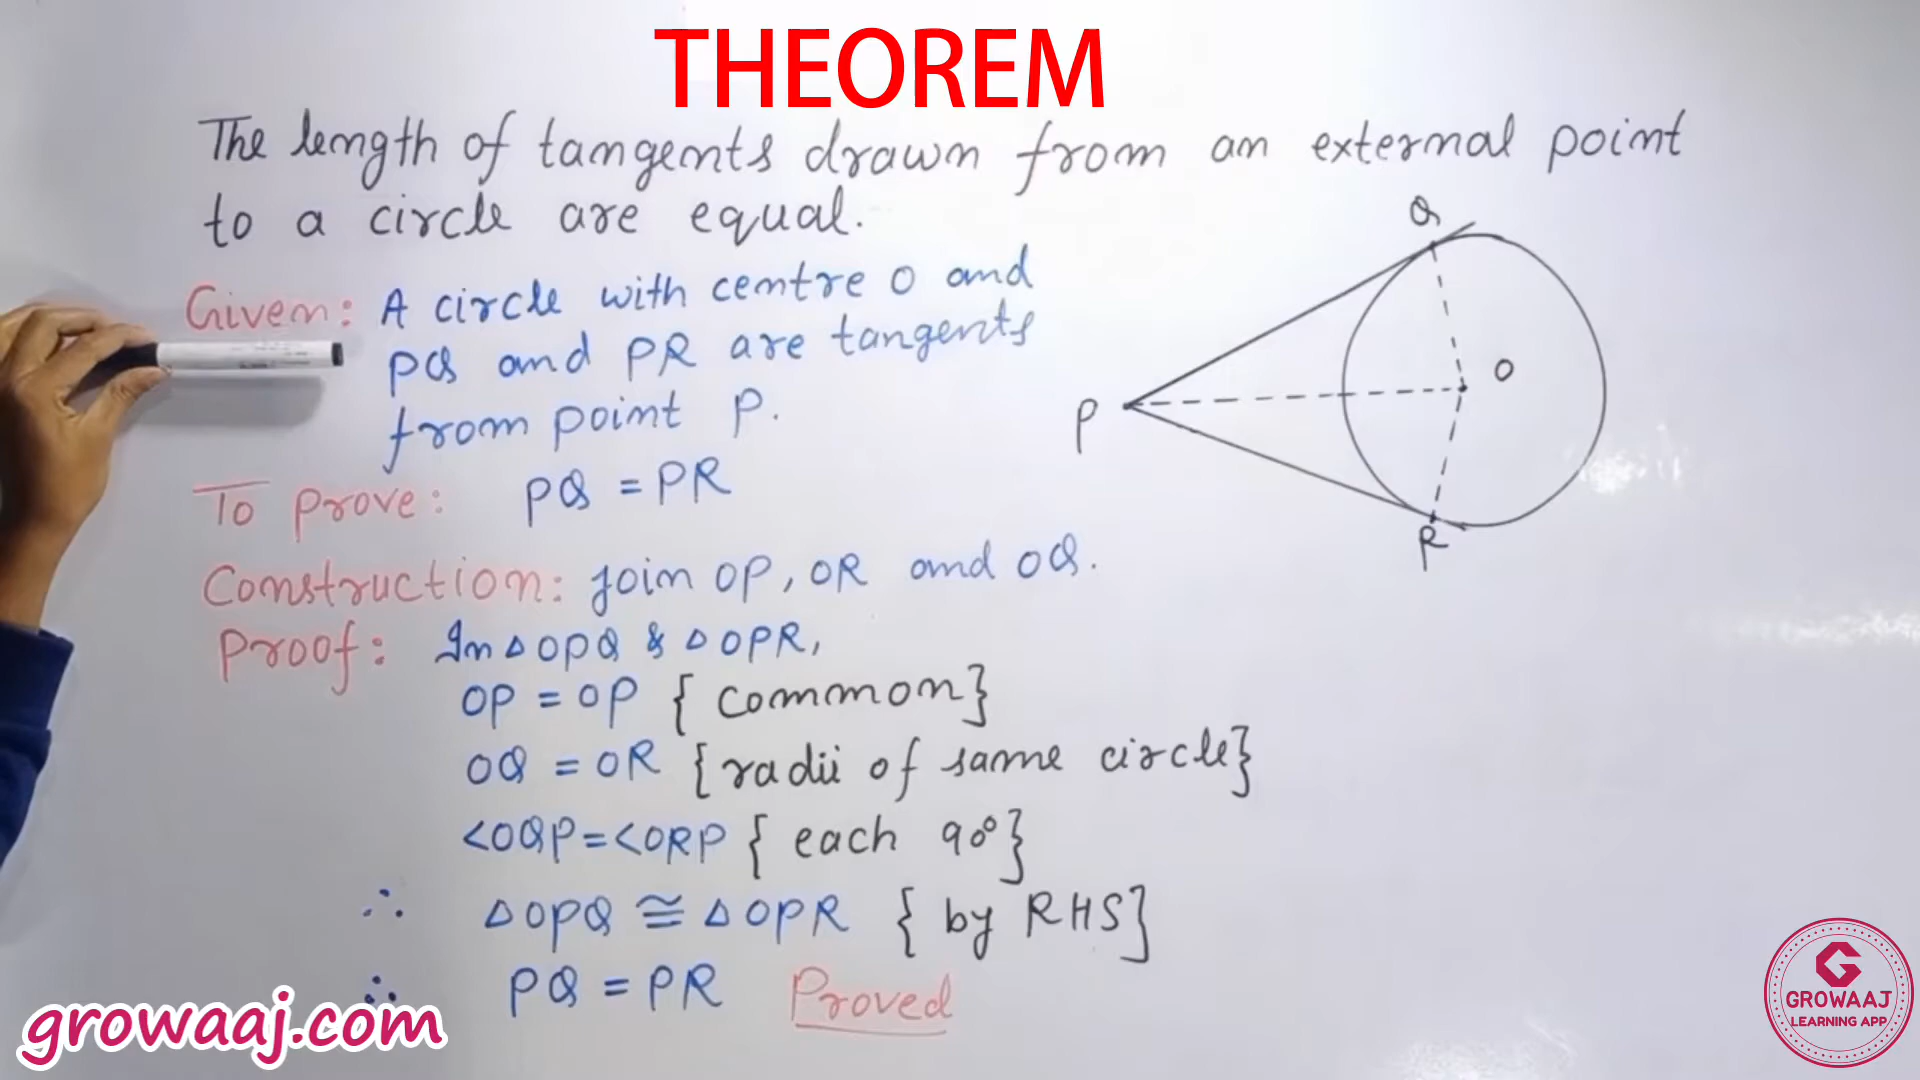 THEOREM
The length of tangents drawn from an external point
to a circle are equal.
Given: A circle with centre O and
PQ and PR are tangents
from point P.
To prove: PQ = PR
Construction: join OP, OR and OQ.
Proof: In △OPQ & △OPR,
OP = OP { common}
OQ = OR {radii of same circle}
<OQP=<ORP { each 90°}
∴ △OPQ ≅ △OPR { by RHS}
∴ PQ = PR Proved
Q
O
P
R
growaaj.com
G
GROWAAJ
LEARNING APP